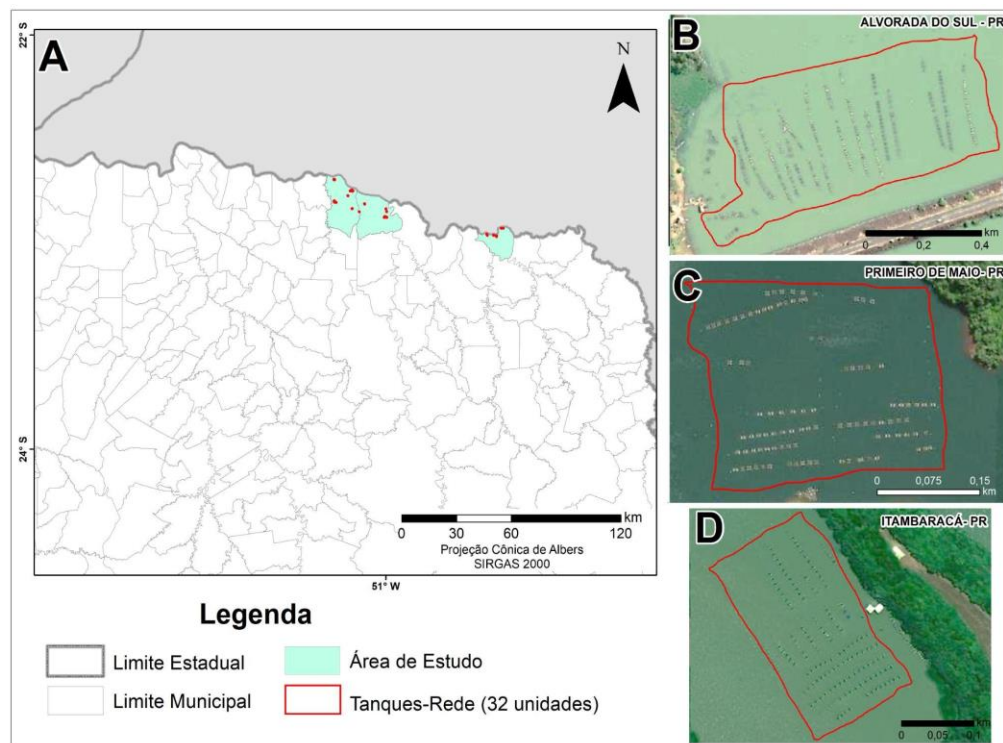 22° S
A
N
24° S
51° W
km
0 30 60 120
Projeção Cônica de Albers
SIRGAS 2000
Legenda
Limite Estadual
Área de Estudo
Limite Municipal
Tanques-Rede (32 unidades)
B
ALVORADA DO SUL - PR
km
0 0,2 0,4
C
PRIMEIRO DE MAIO- PR
0 0,075 0,15
km
D
ITAMBARACÁ- PR
km
0 0,05 0,1